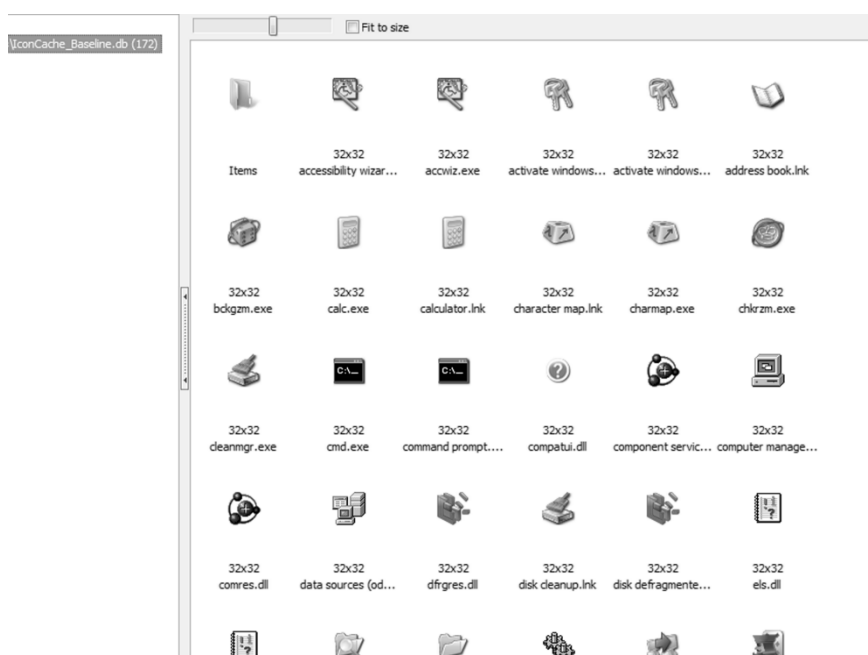 Fit to size
\IconCache_Baseline.db (172)
Items
32x32
accessibility wizar...
32x32
accwiz.exe
32x32
activate windows...
32x32
activate windows...
32x32
address book.lnk
32x32
bckgzm.exe
32x32
calc.exe
32x32
calculator.lnk
32x32
character map.lnk
32x32
charmap.exe
32x32
chkrzm.exe
32x32
cleanmgr.exe
C:\_
32x32
cmd.exe
C:\_
32x32
command prompt....
32x32
compatui.dll
32x32
component servic...
32x32
computer manage...
32x32
comres.dll
32x32
data sources (od...
32x32
dfrgres.dll
32x32
disk cleanup.lnk
32x32
disk defragmente...
32x32
els.dll